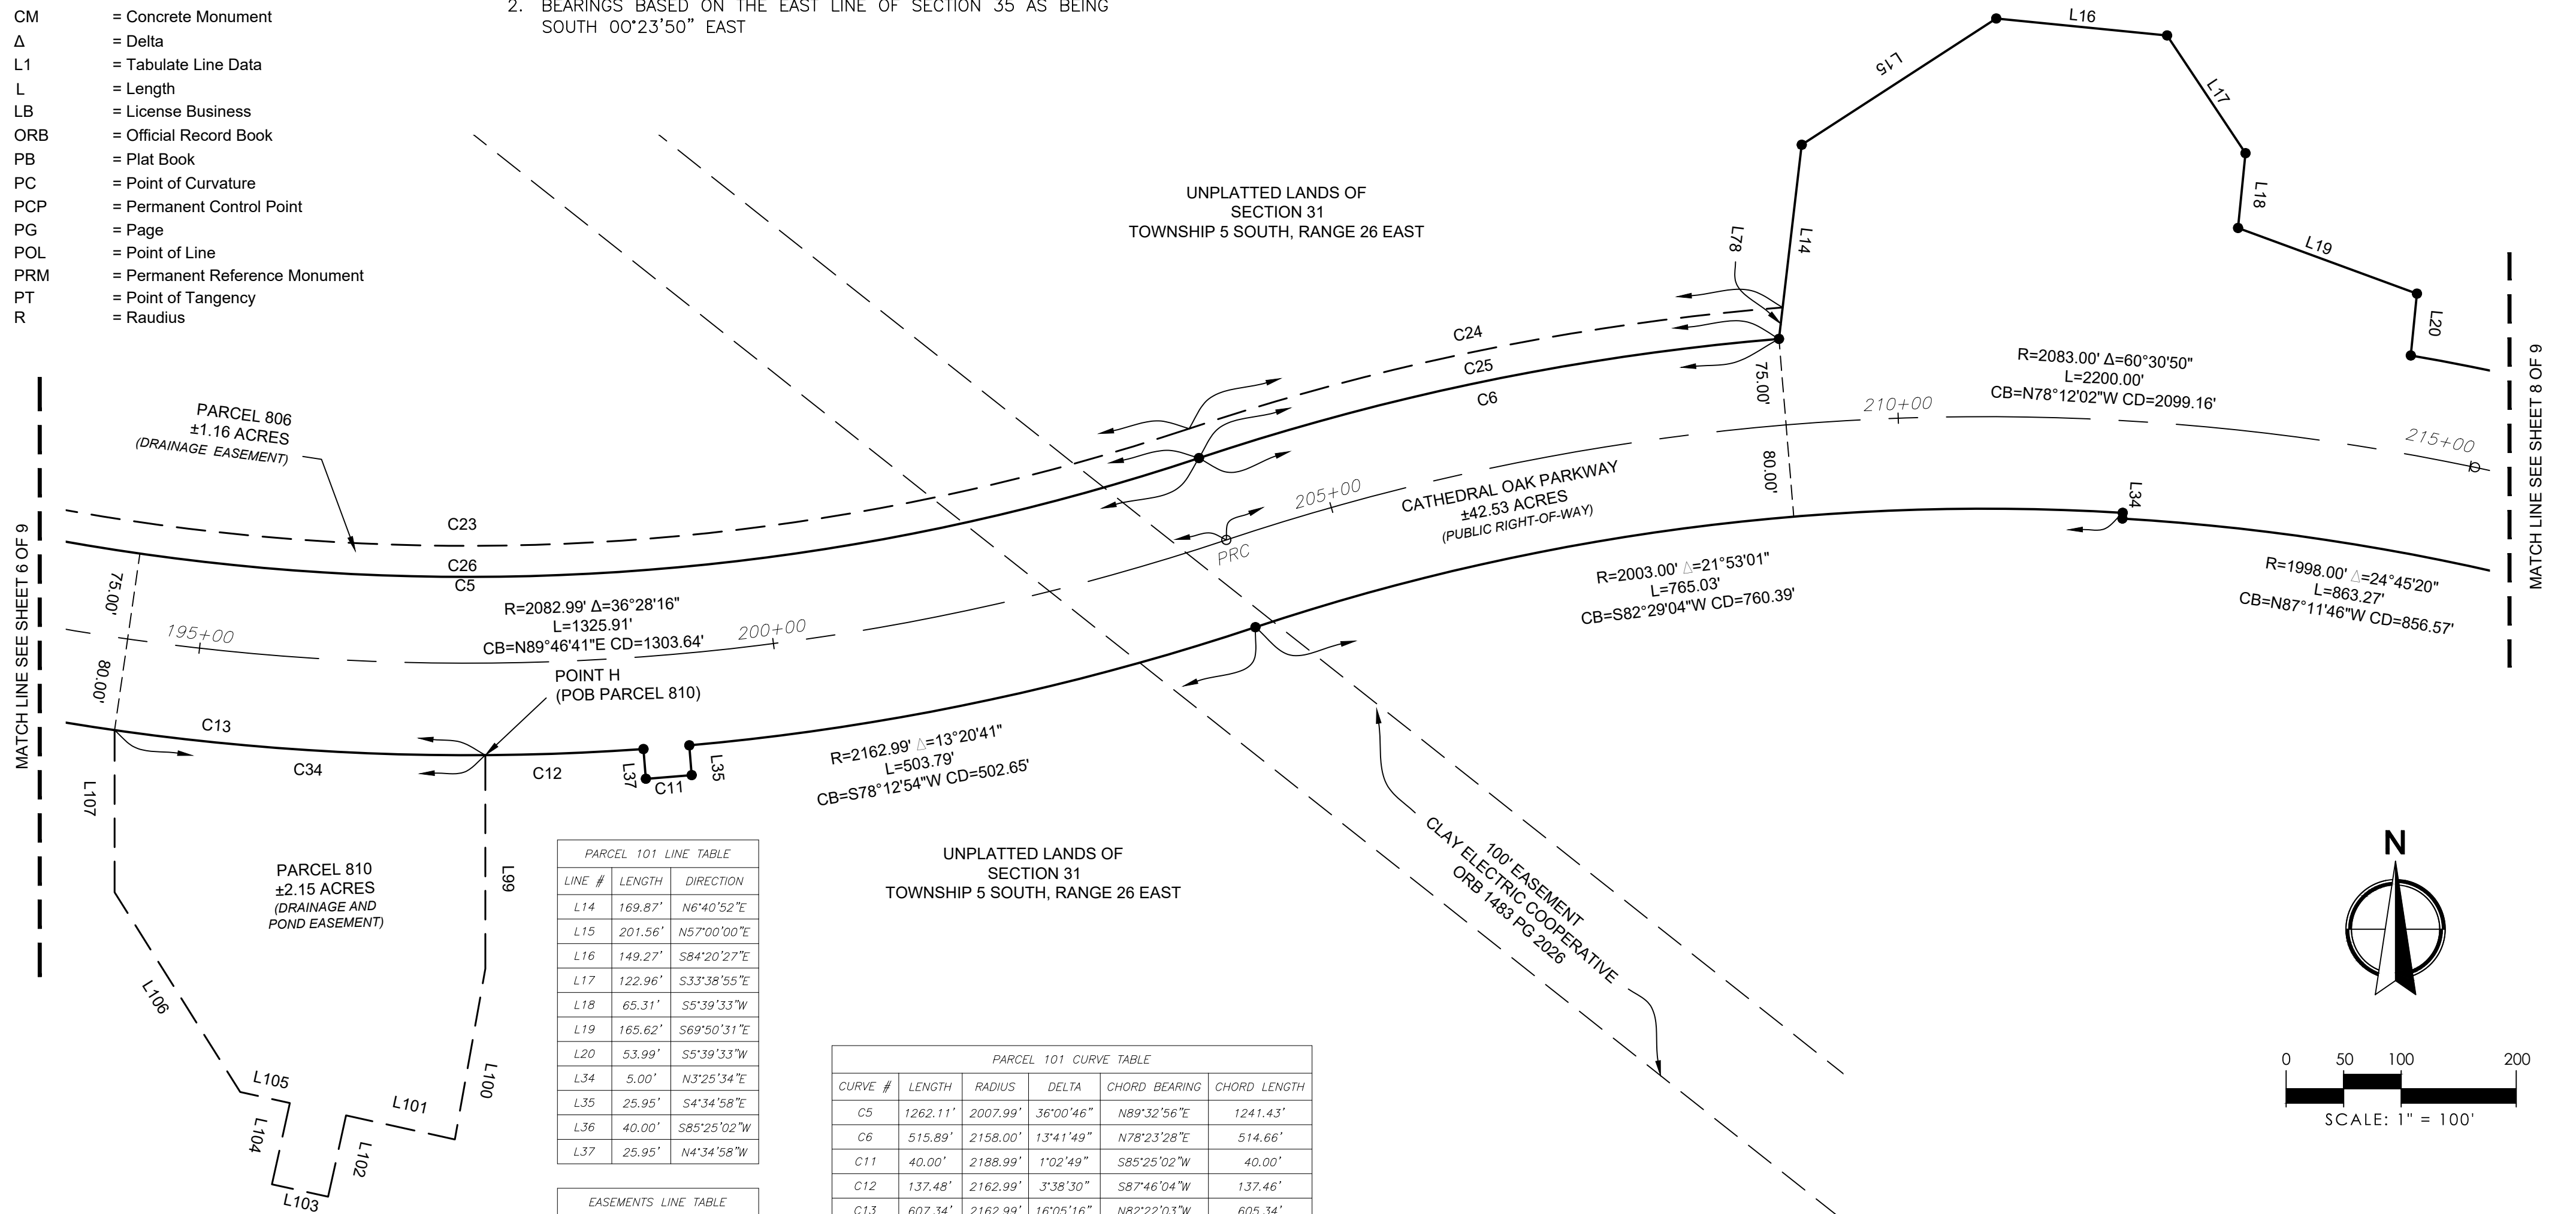 CM = Concrete Monument
Δ = Delta
L1 = Tabulate Line Data
L = Length
LB = License Business
ORB = Official Record Book
PB = Plat Book
PC = Point of Curvature
PCP = Permanent Control Point
PG = Page
POL = Point of Line
PRM = Permanent Reference Monument
PT = Point of Tangency
R = Raudius
2. BEARINGS BASED ON THE EAST LINE OF SECTION 35 AS BEING
SOUTH 00°23'50" EAST
UNPLATTED LANDS OF
SECTION 31
TOWNSHIP 5 SOUTH, RANGE 26 EAST
L16
L15
L17
L18
L14
L78
L19
L20
C24
C25
C6
75.00'
80.00'
210+00
R=2083.00' Δ=60°30'50"
L=2200.00'
CB=N78°12'02"W CD=2099.16'
215+00
MATCH LINE SEE SHEET 8 OF 9
PARCEL 806
±1.16 ACRES
(DRAINAGE EASEMENT)
MATCH LINE SEE SHEET 6 OF 9
C23
C26
C5
205+00
PRC
CATHEDRAL OAK PARKWAY
±42.53 ACRES
(PUBLIC RIGHT-OF-WAY)
L34
75.00'
80.00'
195+00
R=2082.99' Δ=36°28'16"
L=1325.91'
CB=N89°46'41"E CD=1303.64'
200+00
POINT H
(POB PARCEL 810)
R=2003.00' △=21°53'01"
L=765.03'
CB=S82°29'04"W CD=760.39'
R=1998.00' △=24°45'20"
L=863.27'
CB=N87°11'46"W CD=856.57'
C13
C34
C12
L37
C11
L35
R=2162.99' △=13°20'41"
L=503.79'
CB=S78°12'54"W CD=502.65'
L107
L99
PARCEL 810
±2.15 ACRES
(DRAINAGE AND
POND EASEMENT)
L106
L105
L104
L103
L102
L101
L100
UNPLATTED LANDS OF
SECTION 31
TOWNSHIP 5 SOUTH, RANGE 26 EAST
100' EASEMENT
CLAY ELECTRIC COOPERATIVE
ORB 1483 PG 2026
PARCEL 101 LINE TABLE
LINE # LENGTH DIRECTION
L14 169.87' N6°40'52"E
L15 201.56' N57°00'00"E
L16 149.27' S84°20'27"E
L17 122.96' S33°38'55"E
L18 65.31' S5°39'33"W
L19 165.62' S69°50'31"E
L20 53.99' S5°39'33"W
L34 5.00' N3°25'34"E
L35 25.95' S4°34'58"E
L36 40.00' S85°25'02"W
L37 25.95' N4°34'58"W
EASEMENTS LINE TABLE
PARCEL 101 CURVE TABLE
CURVE # LENGTH RADIUS DELTA CHORD BEARING CHORD LENGTH
C5 1262.11' 2007.99' 36°00'46" N89°32'56"E 1241.43'
C6 515.89' 2158.00' 13°41'49" N78°23'28"E 514.66'
C11 40.00' 2188.99' 1°02'49" S85°25'02"W 40.00'
C12 137.48' 2162.99' 3°38'30" S87°46'04"W 137.46'
C13 607.34' 2162.99' 16°05'16" N82°22'03"W 605.34'
N
0 50 100 200
SCALE: 1" = 100'